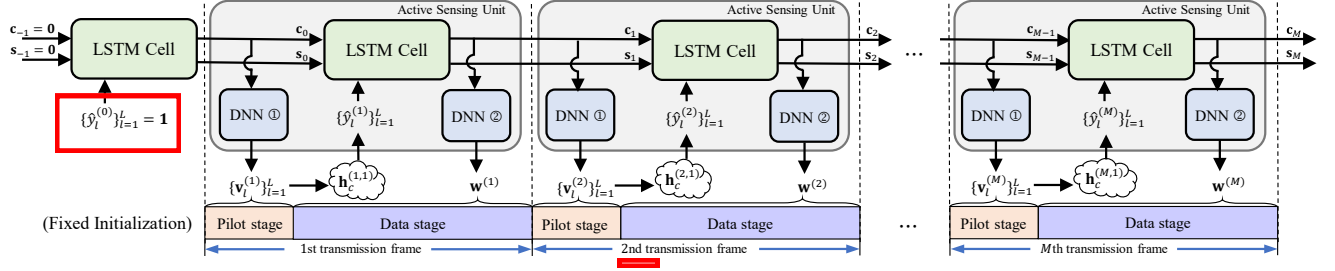 Active Sensing Unit
Active Sensing Unit
Active Sensing Unit
c₋₁ = 0
s₋₁ = 0
LSTM Cell
c₀
s₀
LSTM Cell
c₁
s₁
LSTM Cell
c₂
s₂
...
c_{M−1}
s_{M−1}
LSTM Cell
c_M
s_M
{ŷ_l^{(0)}}_{l=1}^L = 1
DNN ①
{ŷ_l^{(1)}}_{l=1}^L
DNN ②
DNN ①
{ŷ_l^{(2)}}_{l=1}^L
DNN ②
DNN ①
{ŷ_l^{(M)}}_{l=1}^L
DNN ②
{v_l^{(1)}}_{l=1}^L
h_c^{(1,1)}
w^{(1)}
{v_l^{(2)}}_{l=1}^L
h_c^{(2,1)}
w^{(2)}
{v_l^{(M)}}_{l=1}^L
h_c^{(M,1)}
w^{(M)}
(Fixed Initialization)
Pilot stage
Data stage
Pilot stage
Data stage
...
Pilot stage
Data stage
1st transmission frame
2nd transmission frame
Mth transmission frame